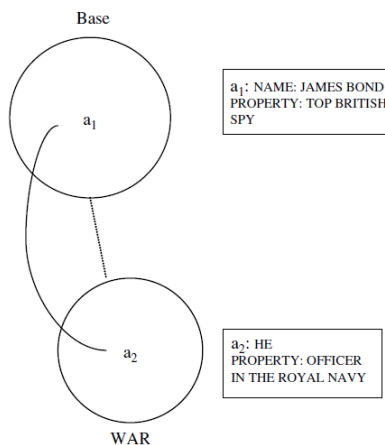 Base
a1
a1: NAME: JAMES BOND
PROPERTY: TOP BRITISH
SPY
a2
a2: HE
PROPERTY: OFFICER
IN THE ROYAL NAVY
WAR